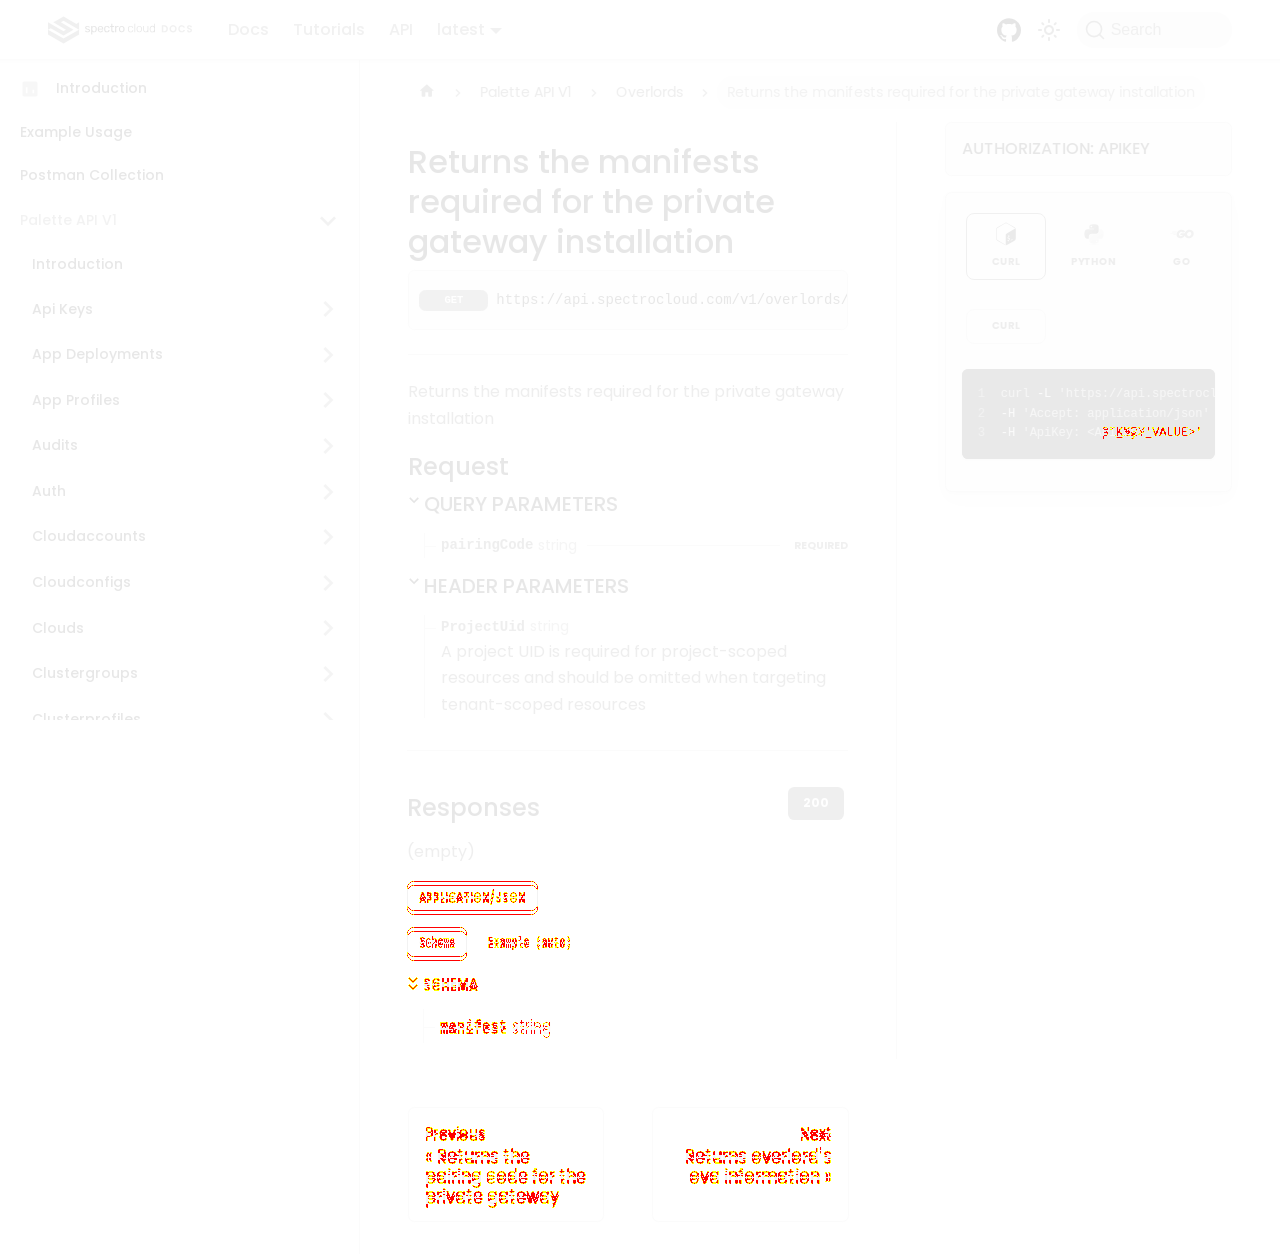 spectro cloud DOCS
Docs
Tutorials
API
latest
Search
Introduction
Example Usage
Postman Collection
Palette API V1
Introduction
Api Keys
App Deployments
App Profiles
Audits
Auth
Cloudaccounts
Cloudconfigs
Clouds
Clustergroups
Clusterprofiles
Palette API V1
Overlords
Returns the manifests required for the private gateway installation
Returns the manifests
required for the private
gateway installation
GET https://api.spectrocloud.com/v1/overlords/
Returns the manifests required for the private gateway
installation
Request
QUERY PARAMETERS
pairingCode string REQUIRED
HEADER PARAMETERS
ProjectUid string
A project UID is required for project-scoped
resources and should be omitted when targeting
tenant-scoped resources
Responses
200
(empty)
APPLICATION/JSON
Schema Example (auto)
SCHEMA
manifest string
Previous
« Returns the
pairing code for the
private gateway
Next
Returns overlord's
ova information »
AUTHORIZATION: APIKEY
CURL
PYTHON
GO
CURL
1 curl -L 'https://api.spectrocl
2 -H 'Accept: application/json'
3 -H 'ApiKey: VALUE>'